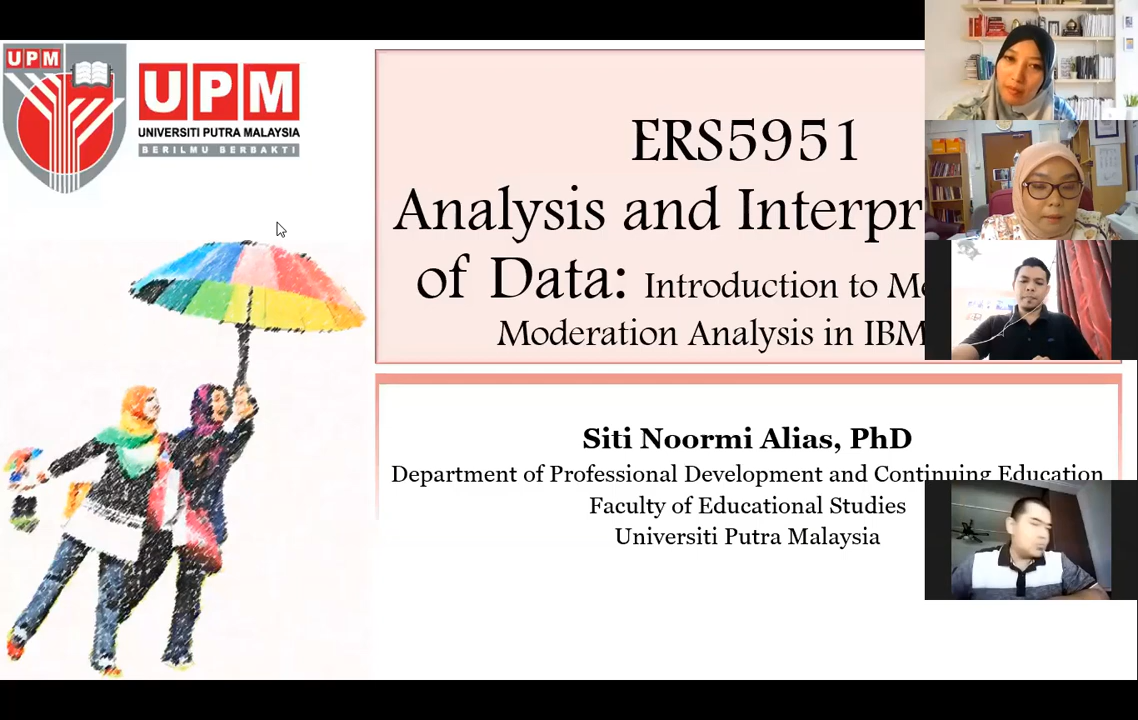 UPM
UPM
UNIVERSITI PUTRA MALAYSIA
BERILMU BERBAKTI
ERS5951
Analysis and Interpr
of Data: Introduction to Me
Moderation Analysis in IBM
Siti Noormi Alias, PhD
Department of Professional Development and Continuing Education
Faculty of Educational Studies
Universiti Putra Malaysia